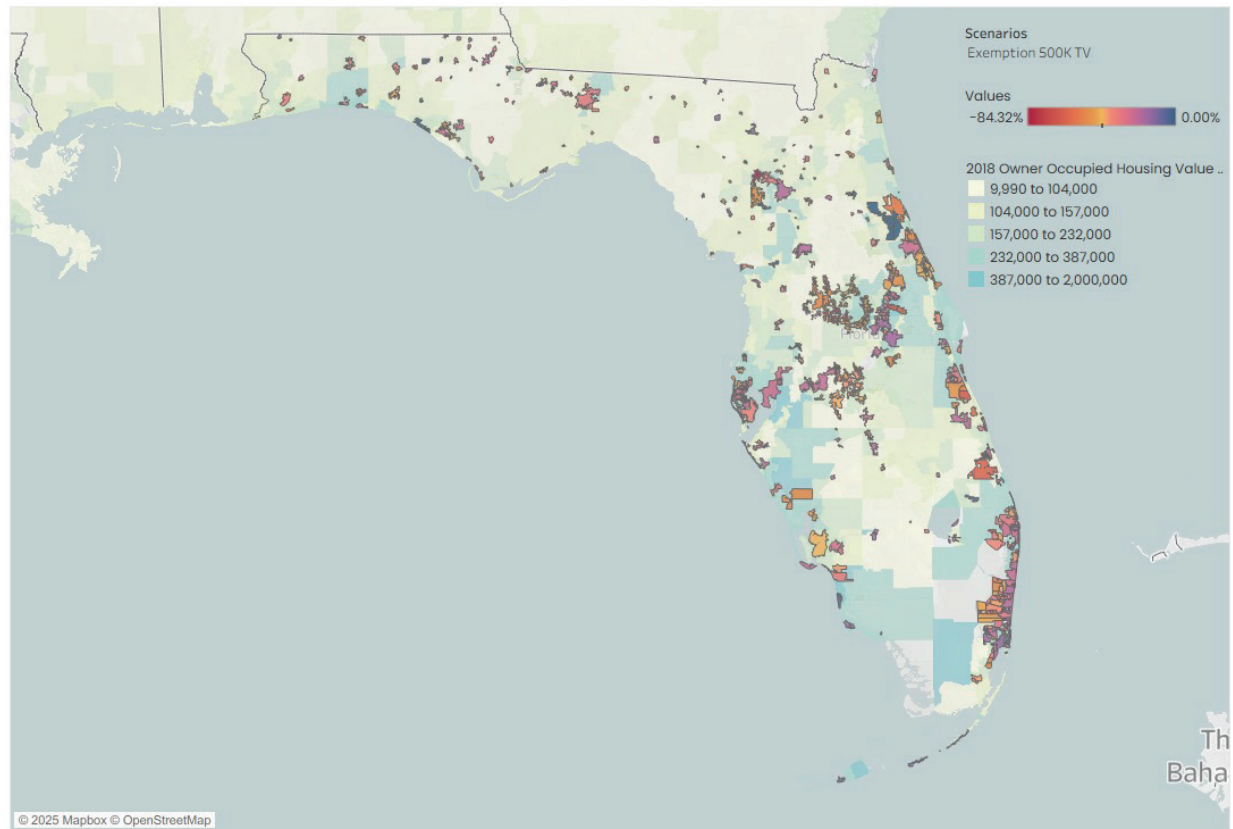 Scenarios
Exemption 500K TV
Values
-84.32% 0.00%
2018 Owner Occupied Housing Value ..
9,990 to 104,000
104,000 to 157,000
157,000 to 232,000
232,000 to 387,000
387,000 to 2,000,000
Florida
Th
Baha
© 2025 Mapbox © OpenStreetMap